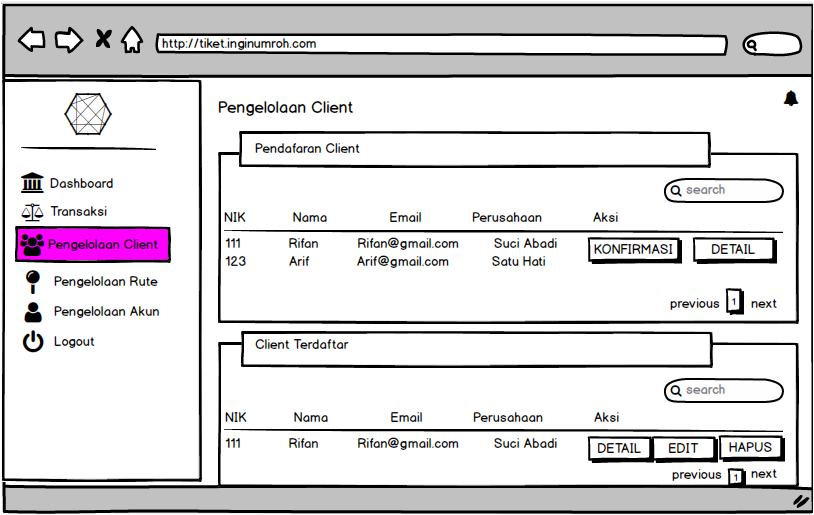 http://tiket.inginumroh.com
Dashboard
Transaksi
Pengelolaan Client
Pengelolaan Rute
Pengelolaan Akun
Logout
Pengelolaan Client
Pendafaran Client
search
NIK Nama Email Perusahaan Aksi
111 Rifan Rifan@gmail.com Suci Abadi KONFIRMASI DETAIL
123 Arif Arif@gmail.com Satu Hati
previous 1 next
Client Terdaftar
search
NIK Nama Email Perusahaan Aksi
111 Rifan Rifan@gmail.com Suci Abadi DETAIL EDIT HAPUS
previous 1 next